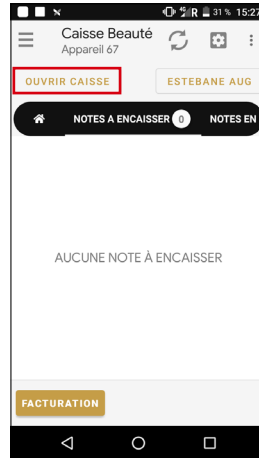 R 31 % 15:27
Caisse Beauté
Appareil 67
OUVRIR CAISSE
ESTEBANE AUG
NOTES A ENCAISSER 0
NOTES EN
AUCUNE NOTE À ENCAISSER
FACTURATION